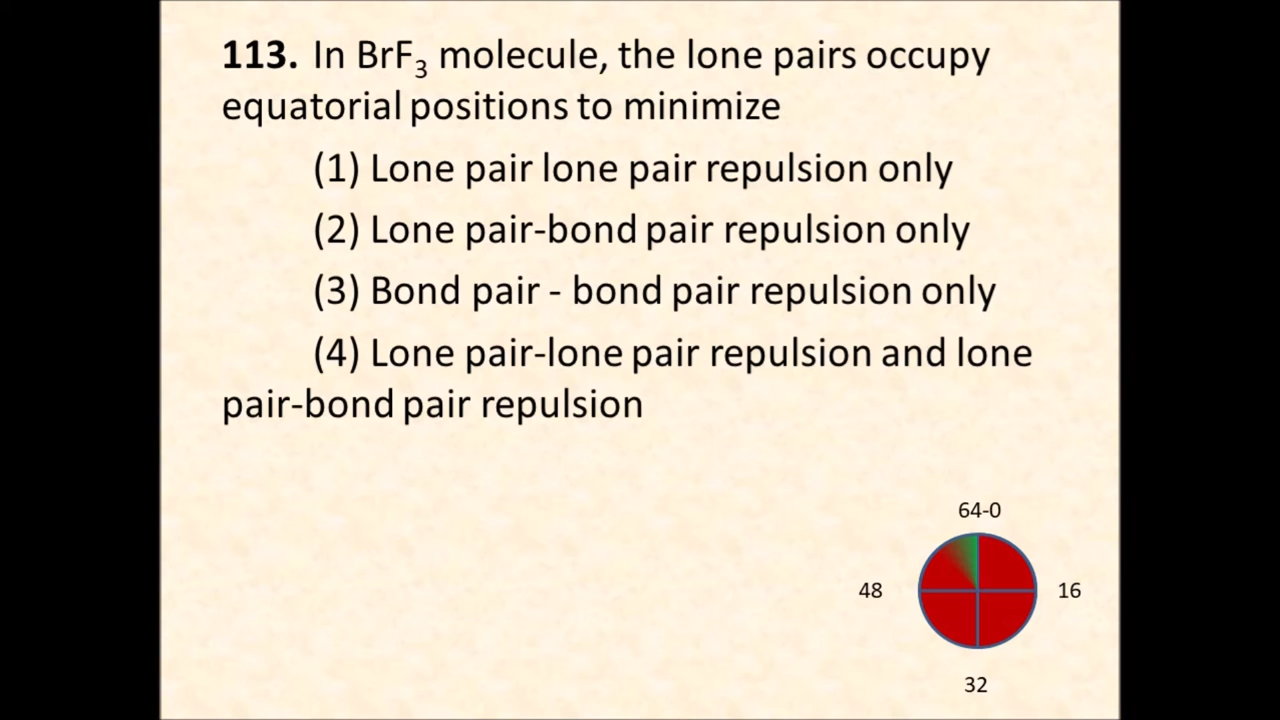 113. In BrF₃ molecule, the lone pairs occupy
equatorial positions to minimize
(1) Lone pair lone pair repulsion only
(2) Lone pair-bond pair repulsion only
(3) Bond pair - bond pair repulsion only
(4) Lone pair-lone pair repulsion and lone
pair-bond pair repulsion
64-0
48
16
32